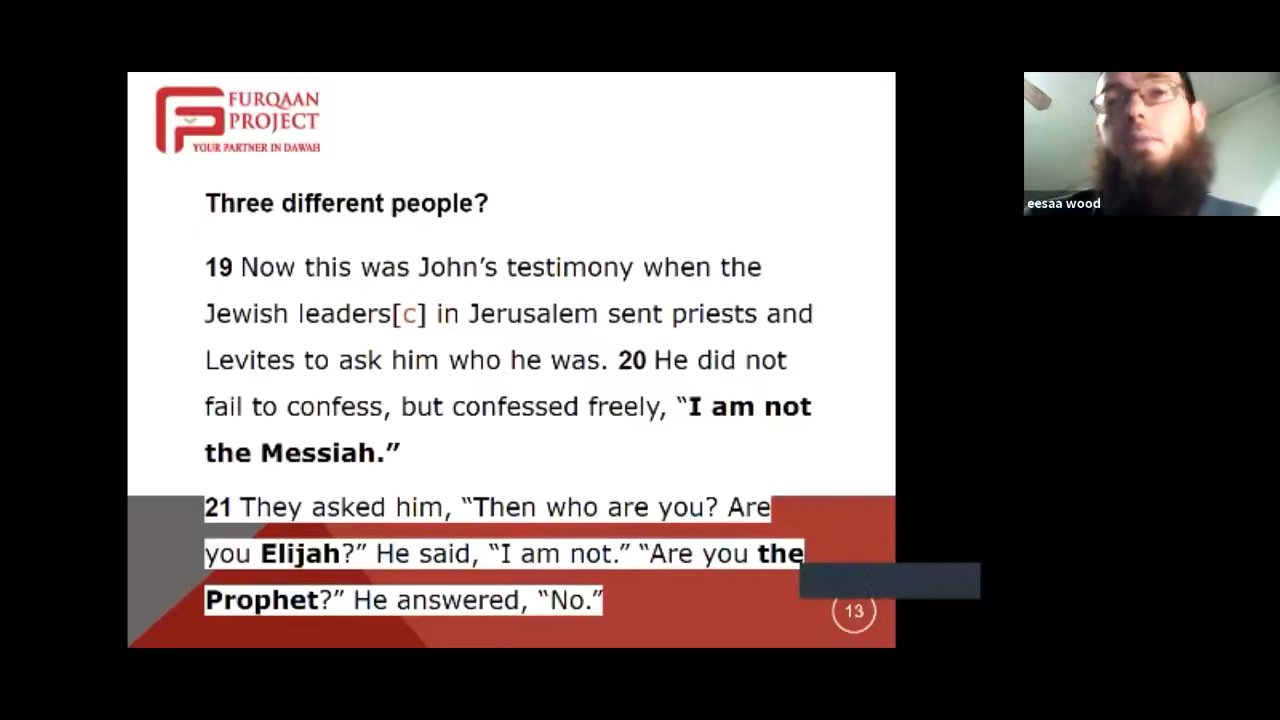 FURQAAN
PROJECT
YOUR PARTNER IN DAWAH
eesaa wood
Three different people?
19 Now this was John’s testimony when the
Jewish leaders[c] in Jerusalem sent priests and
Levites to ask him who he was. 20 He did not
fail to confess, but confessed freely, “I am not
the Messiah.”
21 They asked him, “Then who are you? Are
you Elijah?” He said, “I am not.” “Are you the
Prophet?” He answered, “No.”
13